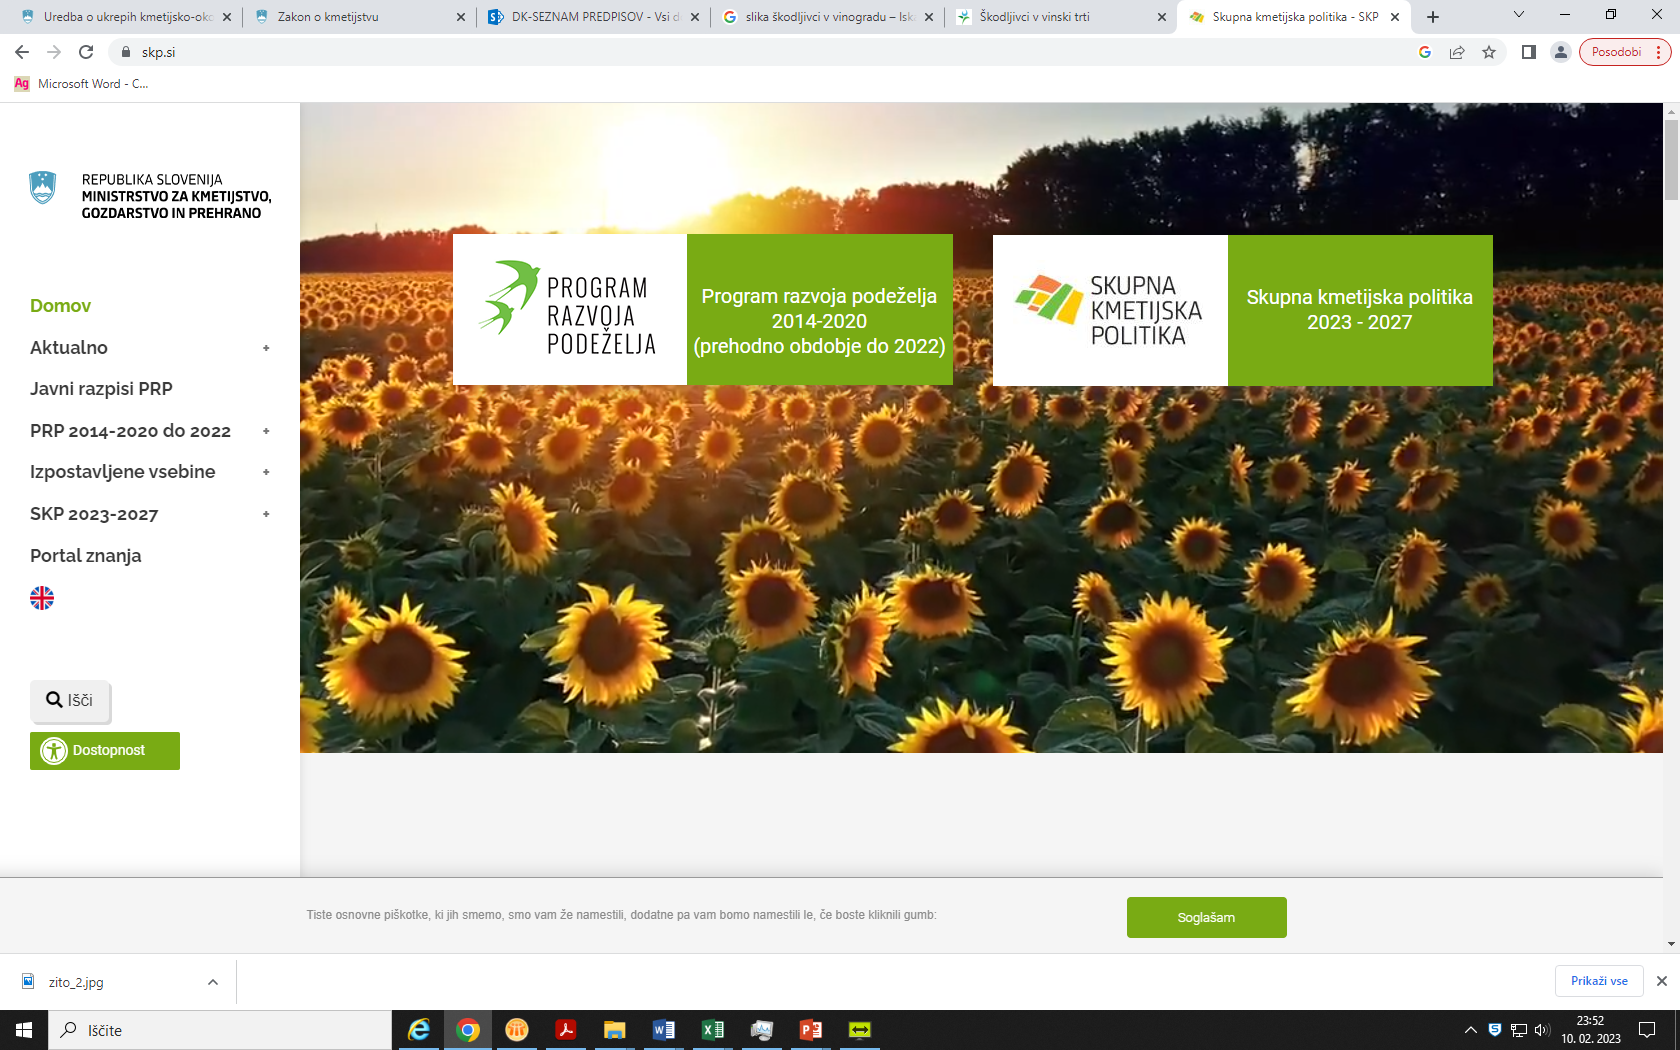 Uredba o ukrepih kmetijsko-oko
Zakon o kmetijstvu
DK-SEZNAM PREDPISOV - Vsi d
slika škodljivci v vinogradu – Isk
Škodljivci v vinski trti
Skupna kmetijska politika - SKP
skp.si
Posodobi
Ag Microsoft Word - C...
REPUBLIKA SLOVENIJA
MINISTRSTVO ZA KMETIJSTVO,
GOZDARSTVO IN PREHRANO
Domov
Aktualno +
Javni razpisi PRP
PRP 2014-2020 do 2022 +
Izpostavljene vsebine +
SKP 2023-2027 +
Portal znanja
Išči
Dostopnost
PROGRAM
RAZVOJA
PODEŽELJA
Program razvoja podeželja
2014-2020
(prehodno obdobje do 2022)
SKUPNA
KMETIJSKA
POLITIKA
Skupna kmetijska politika
2023 - 2027
Tiste osnovne piškotke, ki jih smemo, smo vam že namestili, dodatne pa vam bomo namestili le, če boste kliknili gumb:
Soglašam
zito_2.jpg
Prikaži vse
Iščite
23:52
10. 02. 2023